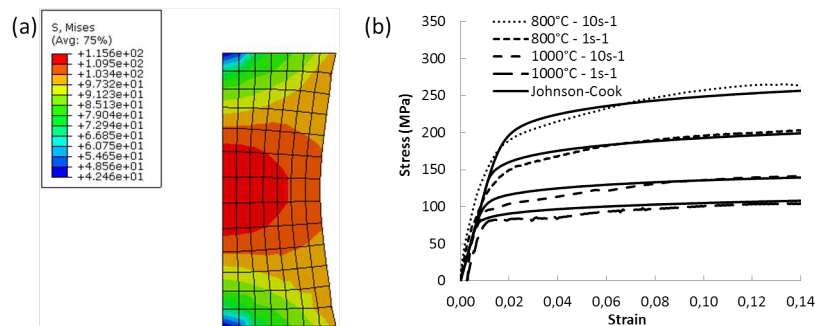 (a)
S, Mises
(Avg: 75%)
+1.156e+02
+1.095e+02
+1.034e+02
+9.732e+01
+9.123e+01
+8.513e+01
+7.904e+01
+7.294e+01
+6.685e+01
+6.075e+01
+5.465e+01
+4.856e+01
+4.246e+01
(b)
Stress (MPa)
350
300
250
200
150
100
50
0
800°C - 10s-1
800°C - 1s-1
1000°C - 10s-1
1000°C - 1s-1
Johnson-Cook
0,00 0,02 0,04 0,06 0,08 0,10 0,12 0,14
Strain